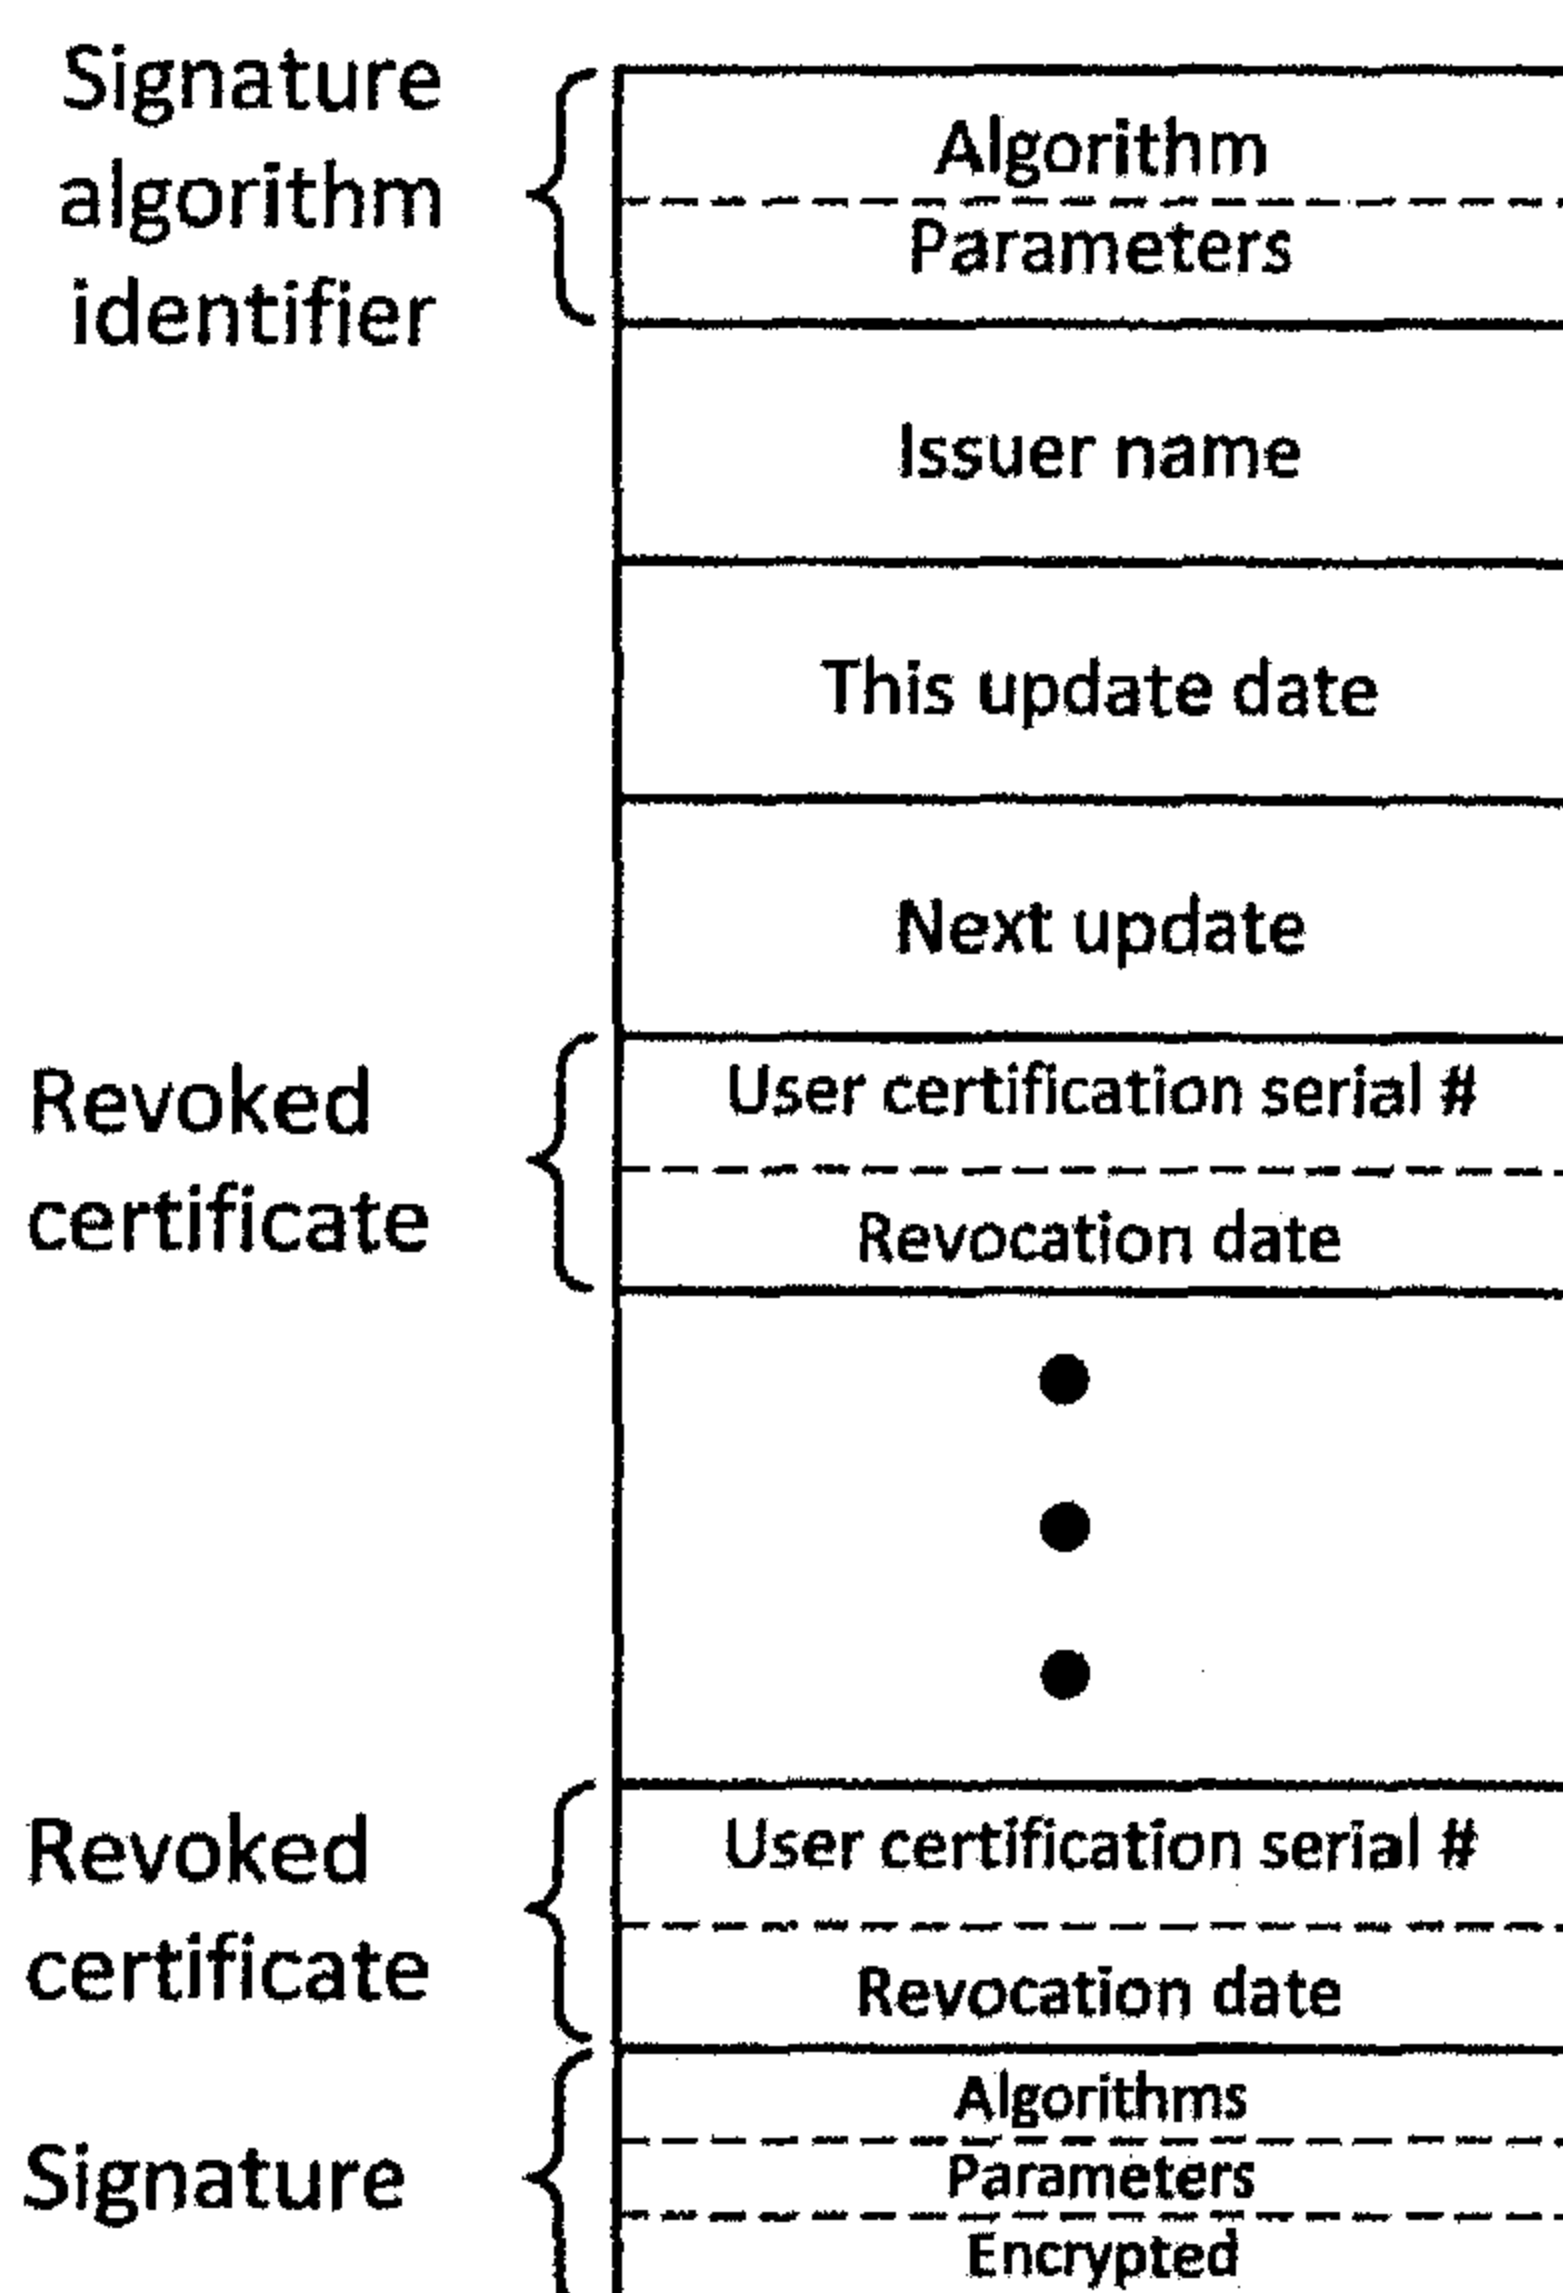 Signature
algorithm
identifier
Algorithm
Parameters
Issuer name
This update date
Next update
Revoked
certificate
User certification serial #
Revocation date
Revoked
certificate
User certification serial #
Revocation date
Signature
Algorithms
Parameters
Encrypted